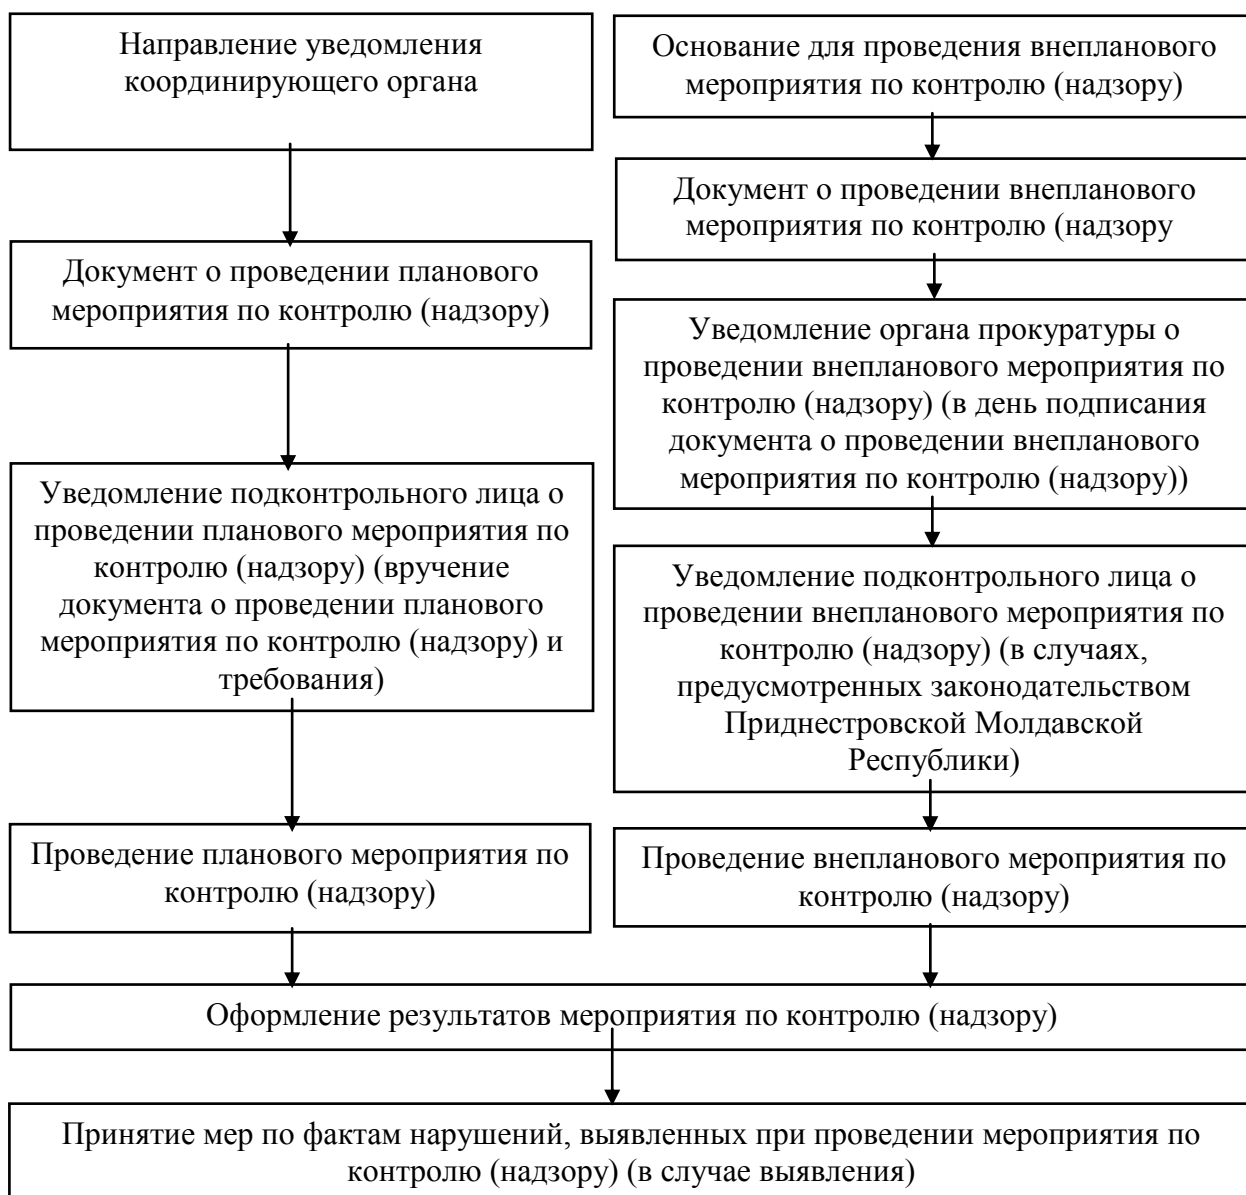 Направление уведомления
координирующего органа
Документ о проведении планового
мероприятия по контролю (надзору)
Уведомление подконтрольного лица о
проведении планового мероприятия по
контролю (надзору) (вручение
документа о проведении планового
мероприятия по контролю (надзору) и
требования)
Проведение планового мероприятия по
контролю (надзору)
Основание для проведения внепланового
мероприятия по контролю (надзору)
Документ о проведении внепланового
мероприятия по контролю (надзору
Уведомление органа прокуратуры о
проведении внепланового мероприятия по
контролю (надзору) (в день подписания
документа о проведении внепланового
мероприятия по контролю (надзору))
Уведомление подконтрольного лица о
проведении внепланового мероприятия по
контролю (надзору) (в случаях,
предусмотренных законодательством
Приднестровской Молдавской
Республики)
Проведение внепланового мероприятия по
контролю (надзору)
Оформление результатов мероприятия по контролю (надзору)
Принятие мер по фактам нарушений, выявленных при проведении мероприятия по
контролю (надзору) (в случае выявления)